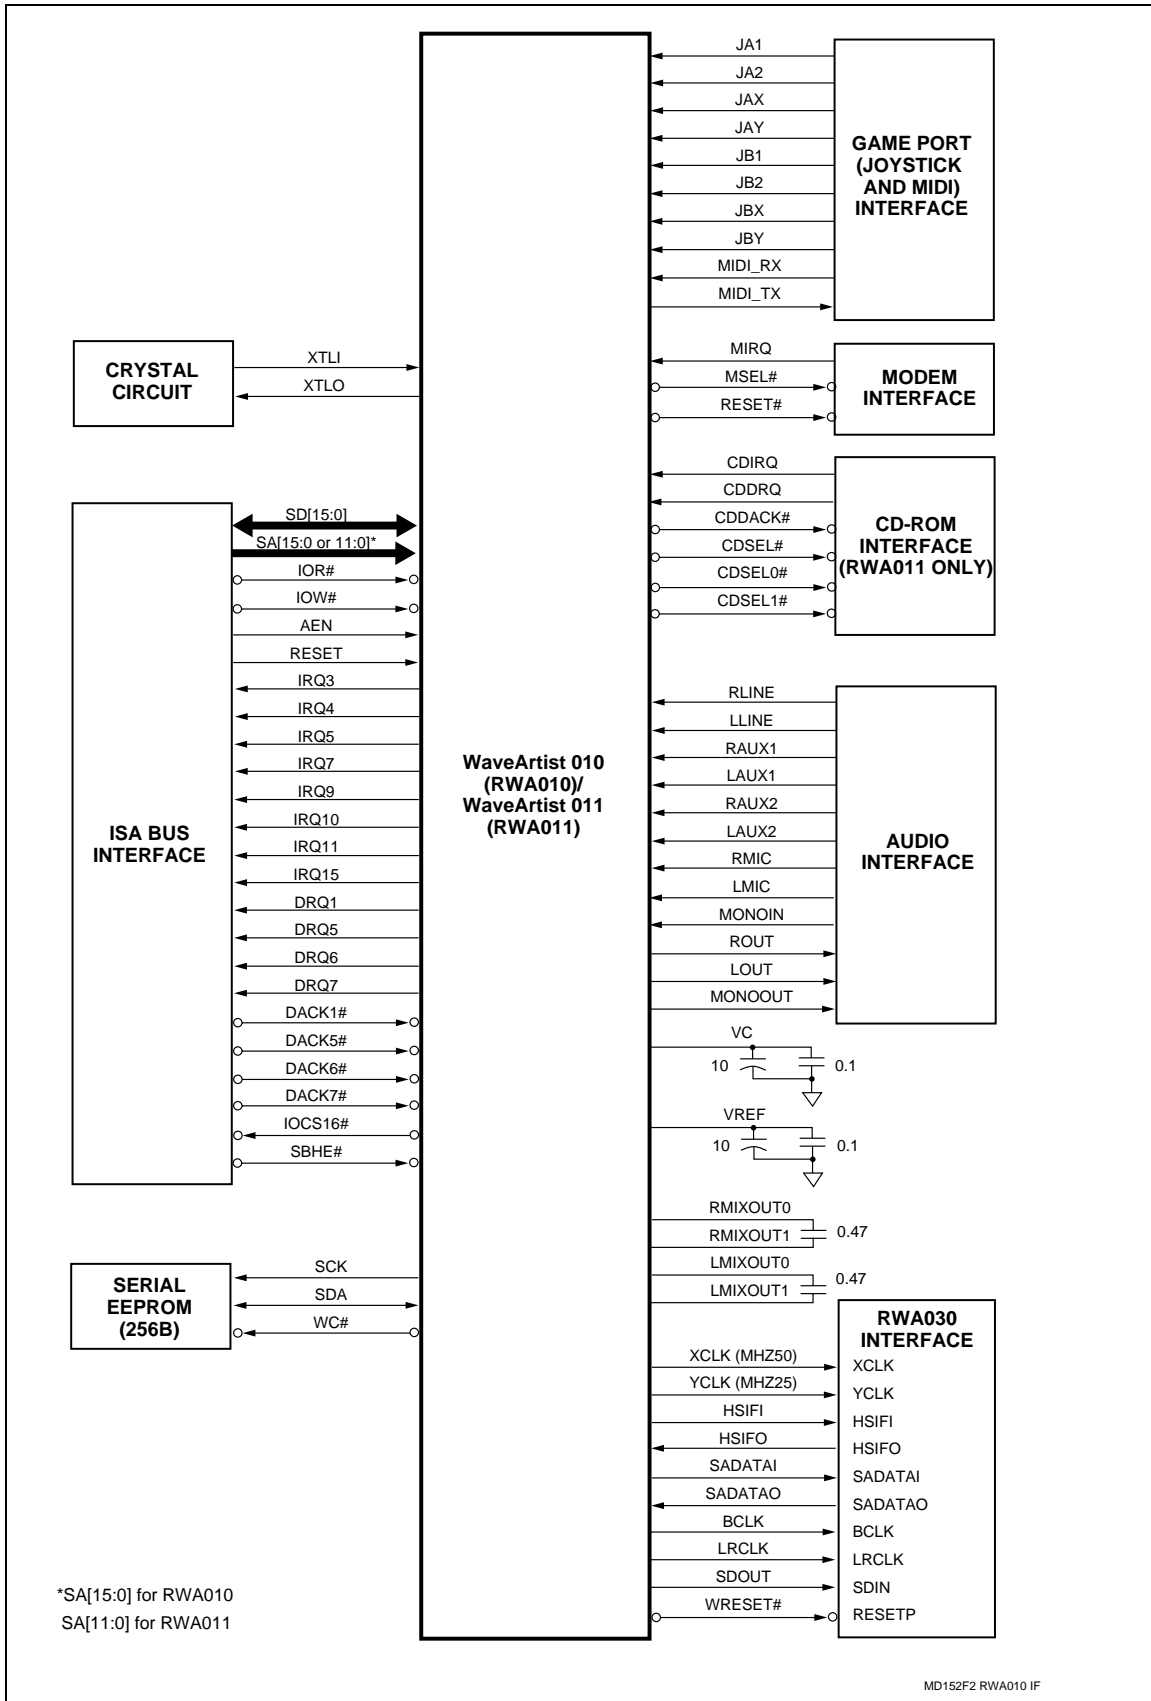 JA1
JA2
JAX
JAY
JB1
JB2
JBX
JBY
MIDI_RX
MIDI_TX
GAME PORT
(JOYSTICK
AND MIDI)
INTERFACE
CRYSTAL
CIRCUIT
XTLI
XTLO
MIRQ
MSEL#
RESET#
MODEM
INTERFACE
CDIRQ
CDDRQ
CDDACK#
CDSEL#
CDSEL0#
CDSEL1#
CD-ROM
INTERFACE
(RWA011 ONLY)
ISA BUS
INTERFACE
SD[15:0]
SA[15:0 or 11:0]*
IOR#
IOW#
AEN
RESET
IRQ3
IRQ4
IRQ5
IRQ7
IRQ9
IRQ10
IRQ11
IRQ15
DRQ1
DRQ5
DRQ6
DRQ7
DACK1#
DACK5#
DACK6#
DACK7#
IOCS16#
SBHE#
WaveArtist 010
(RWA010)/
WaveArtist 011
(RWA011)
RLINE
LLINE
RAUX1
LAUX1
RAUX2
LAUX2
RMIC
LMIC
MONOIN
ROUT
LOUT
MONOOUT
AUDIO
INTERFACE
VC
10
0.1
VREF
10
0.1
RMIXOUT0
RMIXOUT1
0.47
LMIXOUT0
LMIXOUT1
0.47
SERIAL
EEPROM
(256B)
SCK
SDA
WC#
RWA030
INTERFACE
XCLK (MHZ50)
XCLK
YCLK (MHZ25)
YCLK
HSIFI
HSIFI
HSIFO
HSIFO
SADATAI
SADATAI
SADATAO
SADATAO
BCLK
BCLK
LRCLK
LRCLK
SDOUT
SDIN
WRESET#
RESETP
*SA[15:0] for RWA010
SA[11:0] for RWA011
MD152F2 RWA010 IF